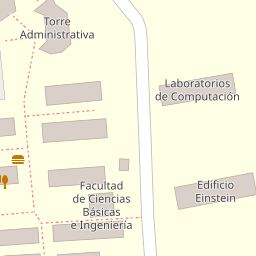 Torre
Administrativa
Laboratorios
de Computación
Facultad
de Ciencias
Básicas
e Ingeniería
Edificio
Einstein